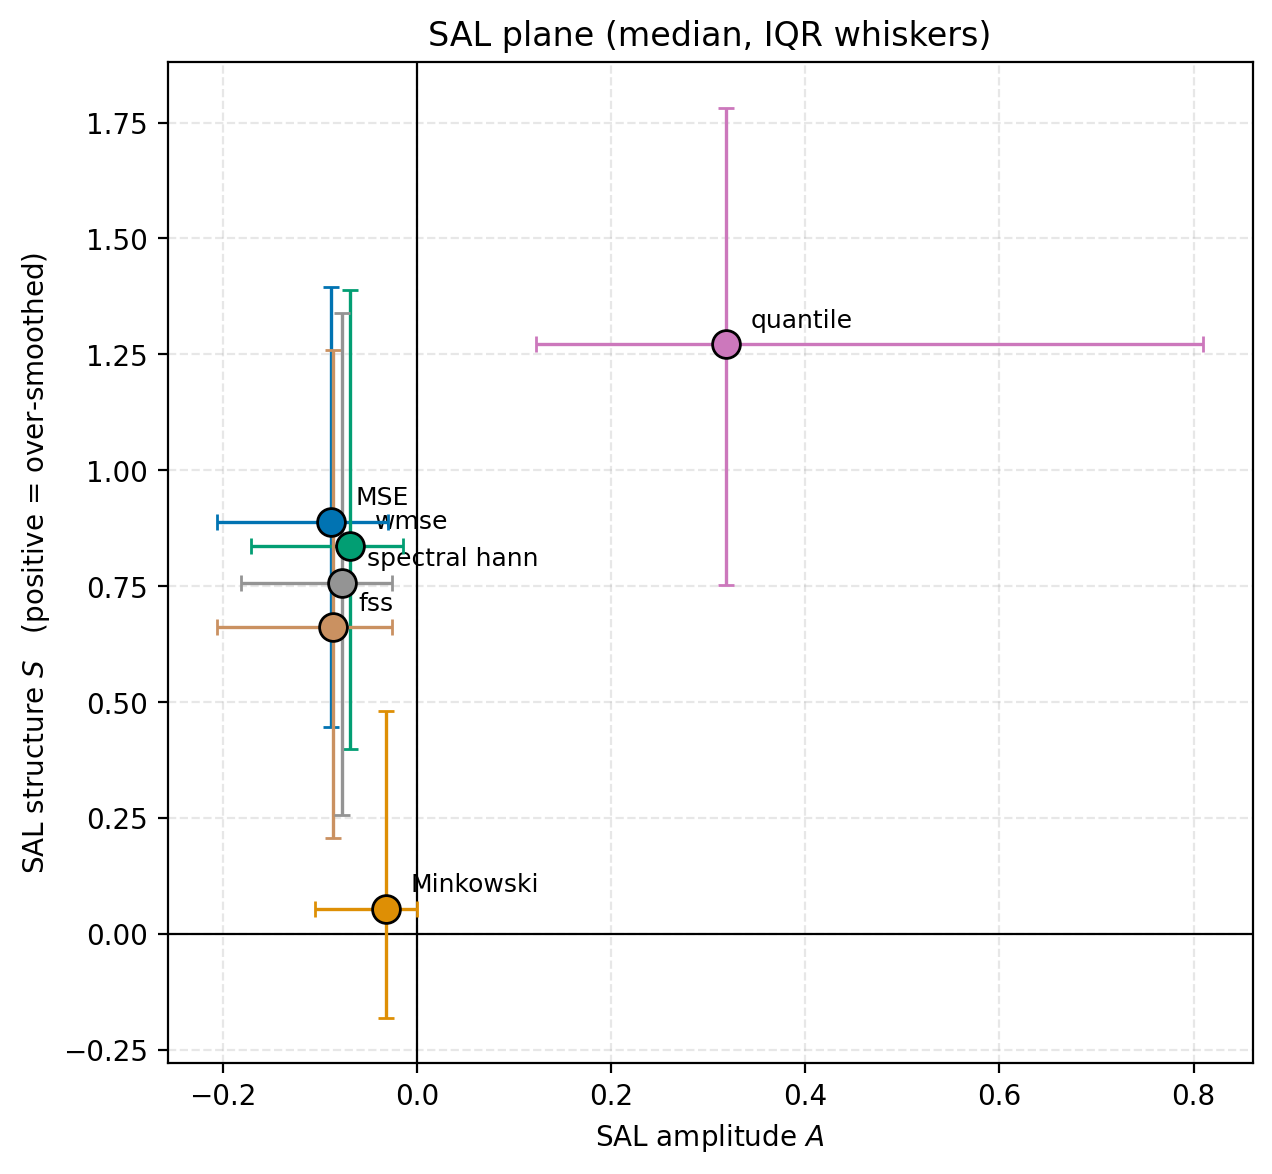 SAL plane (median, IQR whiskers)
SAL structure S (positive = over-smoothed)
1.75
1.50
1.25
1.00
0.75
0.50
0.25
0.00
−0.25
quantile
MSE
wmse
spectral hann
fss
Minkowski
−0.2
0.0
0.2
0.4
0.6
0.8
SAL amplitude A